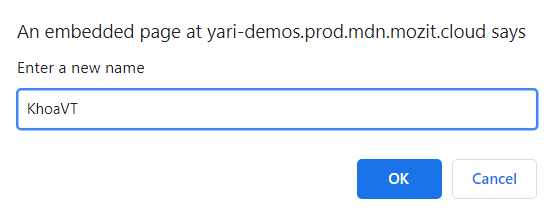 An embedded page at yari-demos.prod.mdn.mozit.cloud says
Enter a new name
KhoaVT
OK Cancel